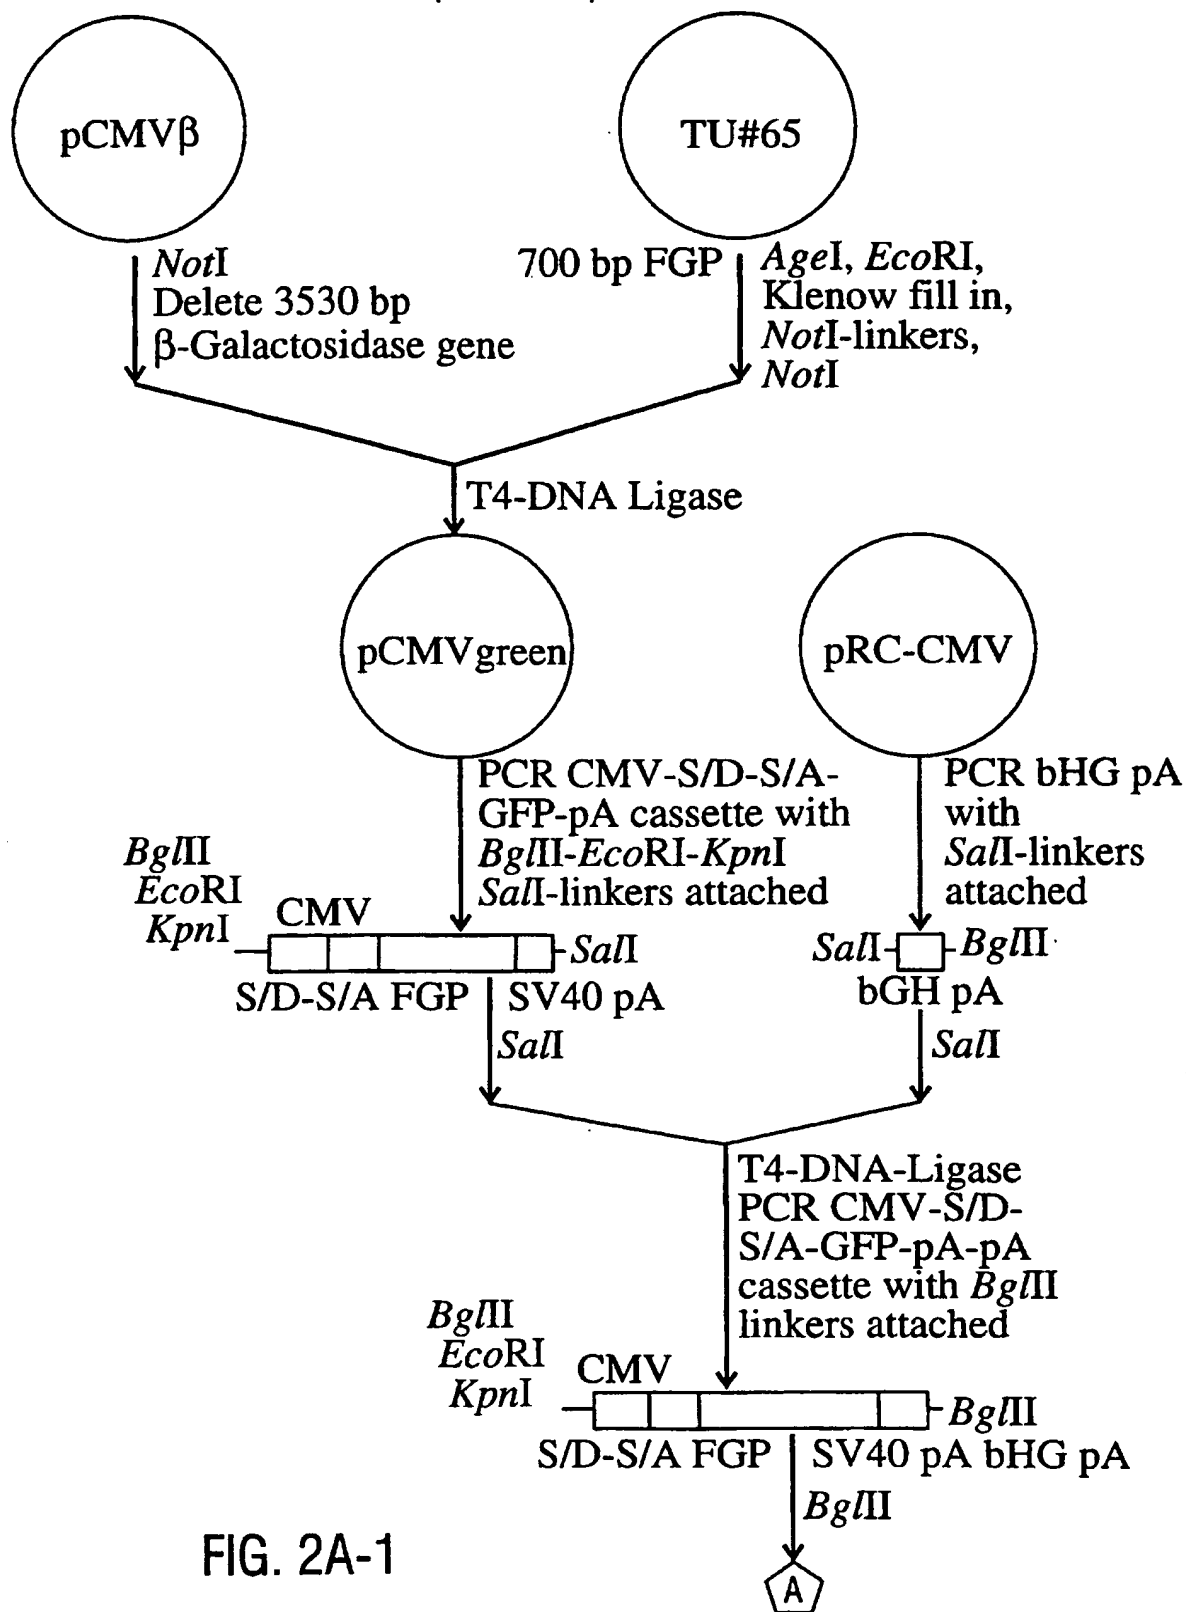 pCMVβ
TU#65
NotI
Delete 3530 bp
β-Galactosidase gene
700 bp FGP
AgeI, EcoRI,
Klenow fill in,
NotI-linkers,
NotI
T4-DNA Ligase
pCMVgreen
pRC-CMV
PCR CMV-S/D-S/A-
GFP-pA cassette with
BglII-EcoRI-KpnI
SalI-linkers attached
PCR bHG pA
with
SalI-linkers
attached
BglII
EcoRI
KpnI
CMV
SalI
S/D-S/A FGP
SV40 pA
SalI
BglII
bGH pA
SalI
SalI
T4-DNA-Ligase
PCR CMV-S/D-
S/A-GFP-pA-pA
cassette with BglII
linkers attached
BglII
EcoRI
KpnI
CMV
BglII
S/D-S/A FGP
SV40 pA bHG pA
BglII
A
FIG. 2A-1